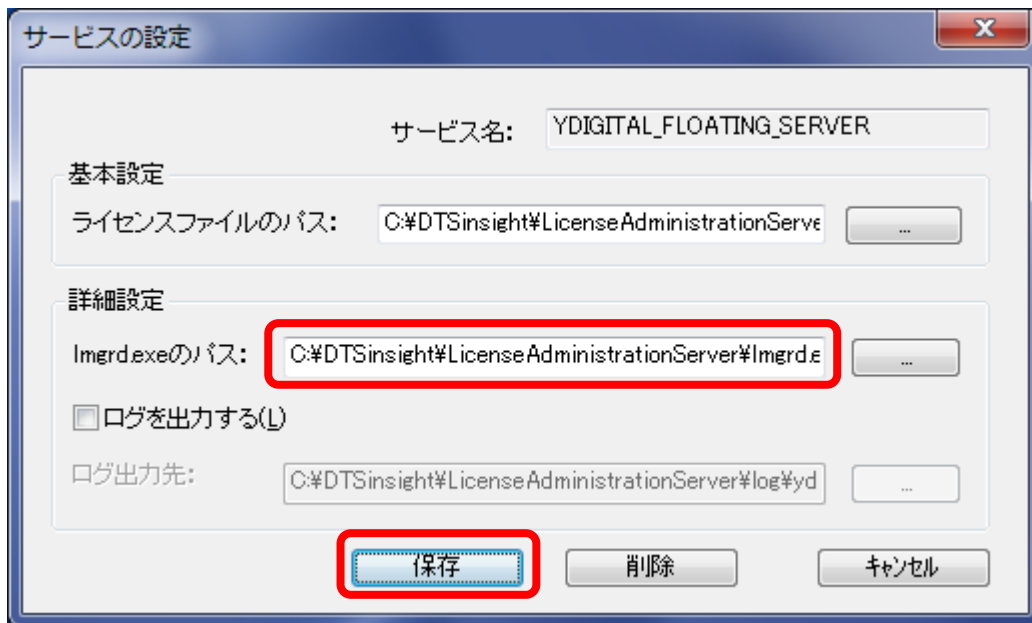 サービスの設定
サービス名: YDIGITAL_FLOATING_SERVER
基本設定
ライセンスファイルのパス: C:¥DTSinsight¥LicenseAdministrationServe ...
詳細設定
lmgrd.exeのパス: C:¥DTSinsight¥LicenseAdministrationServer¥lmgrd.e ...
ログを出力する(L)
ログ出力先: C:¥DTSinsight¥LicenseAdministrationServer¥log¥yd ...
保存 削除 キャンセル